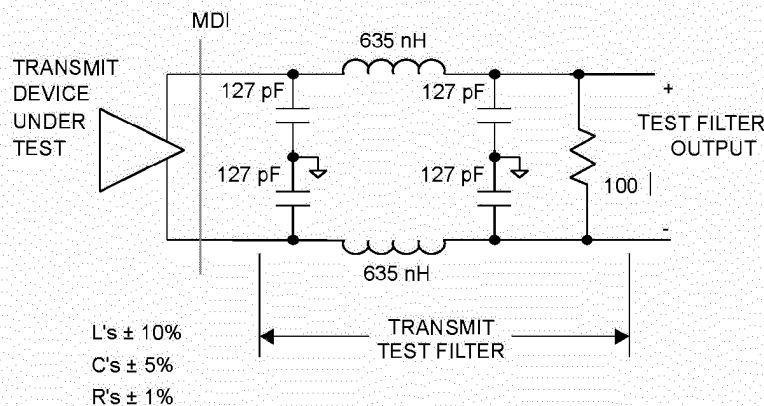 MDI
635 nH
TRANSMIT
DEVICE
UNDER
TEST
127 pF
127 pF
+
TEST FILTER
OUTPUT
127 pF
127 pF
100
-
635 nH
TRANSMIT
TEST FILTER
L's ± 10%
C's ± 5%
R's ± 1%